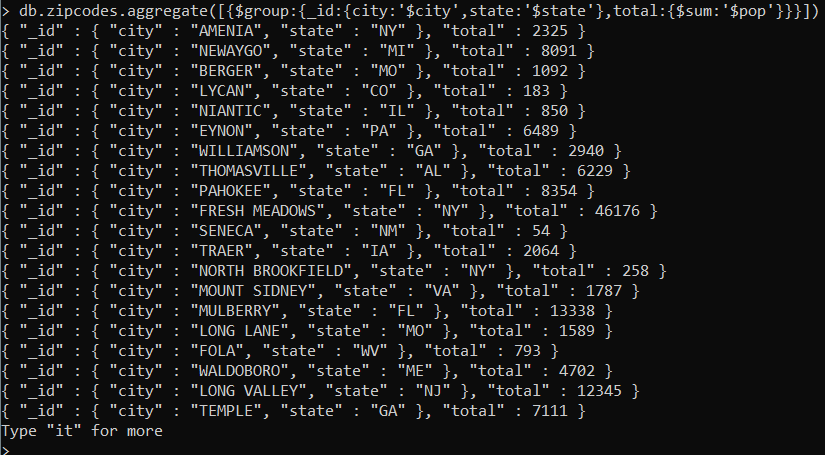 > db.zipcodes.aggregate([{$group:{_id:{city:'$city',state:'$state'},total:{$sum:'$pop'}}}])
{ "_id" : { "city" : "AMENIA", "state" : "NY" }, "total" : 2325 }
{ "_id" : { "city" : "NEWAYGO", "state" : "MI" }, "total" : 8091 }
{ "_id" : { "city" : "BERGER", "state" : "MO" }, "total" : 1092 }
{ "_id" : { "city" : "LYCAN", "state" : "CO" }, "total" : 183 }
{ "_id" : { "city" : "NIANTIC", "state" : "IL" }, "total" : 850 }
{ "_id" : { "city" : "EYNON", "state" : "PA" }, "total" : 6489 }
{ "_id" : { "city" : "WILLIAMSON", "state" : "GA" }, "total" : 2940 }
{ "_id" : { "city" : "THOMASVILLE", "state" : "AL" }, "total" : 6229 }
{ "_id" : { "city" : "PAHOKEE", "state" : "FL" }, "total" : 8354 }
{ "_id" : { "city" : "FRESH MEADOWS", "state" : "NY" }, "total" : 46176 }
{ "_id" : { "city" : "SENECA", "state" : "NM" }, "total" : 54 }
{ "_id" : { "city" : "TRAER", "state" : "IA" }, "total" : 2064 }
{ "_id" : { "city" : "NORTH BROOKFIELD", "state" : "NY" }, "total" : 258 }
{ "_id" : { "city" : "MOUNT SIDNEY", "state" : "VA" }, "total" : 1787 }
{ "_id" : { "city" : "MULBERRY", "state" : "FL" }, "total" : 13338 }
{ "_id" : { "city" : "LONG LANE", "state" : "MO" }, "total" : 1589 }
{ "_id" : { "city" : "FOLA", "state" : "WV" }, "total" : 793 }
{ "_id" : { "city" : "WALDOBORO", "state" : "ME" }, "total" : 4702 }
{ "_id" : { "city" : "LONG VALLEY", "state" : "NJ" }, "total" : 12345 }
{ "_id" : { "city" : "TEMPLE", "state" : "GA" }, "total" : 7111 }
Type "it" for more
>